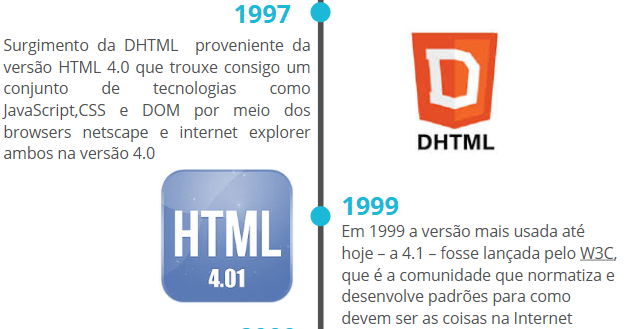 1997
Surgimento da DHTML proveniente da
versão HTML 4.0 que trouxe consigo um
conjunto de tecnologias como
JavaScript,CSS e DOM por meio dos
browsers netscape e internet explorer
ambos na versão 4.0
D
DHTML
HTML
4.01
1999
Em 1999 a versão mais usada até
hoje – a 4.1 – fosse lançada pelo W3C,
que é a comunidade que normatiza e
desenvolve padrões para como
devem ser as coisas na Internet